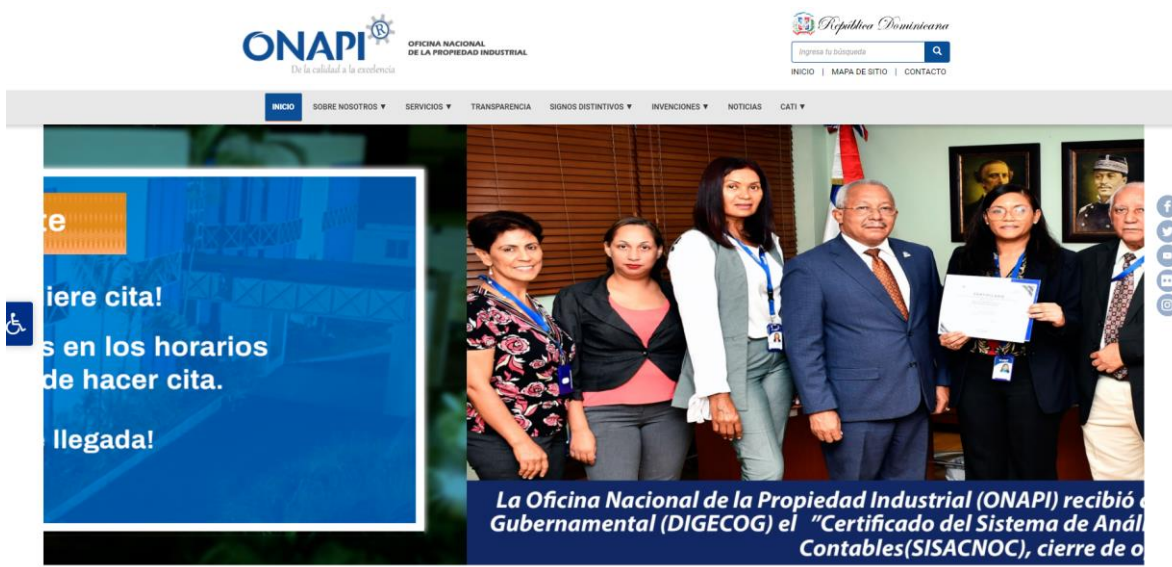 ONAPI®
De la calidad a la excelencia
OFICINA NACIONAL
DE LA PROPIEDAD INDUSTRIAL
República Dominicana
Ingresa tu búsqueda
INICIO | MAPA DE SITIO | CONTACTO
INICIO SOBRE NOSOTROS ▼ SERVICIOS ▼ TRANSPARENCIA SIGNOS DISTINTIVOS ▼ INVENCIONES ▼ NOTICIAS CATI ▼
te
iere cita!
s en los horarios
de hacer cita.
llegada!
CERTIFICADO
La Oficina Nacional de la Propiedad Industrial (ONAPI) recibió
Gubernamental (DIGECOG) el "Certificado del Sistema de Análi
Contables(SISACNOC), cierre de o